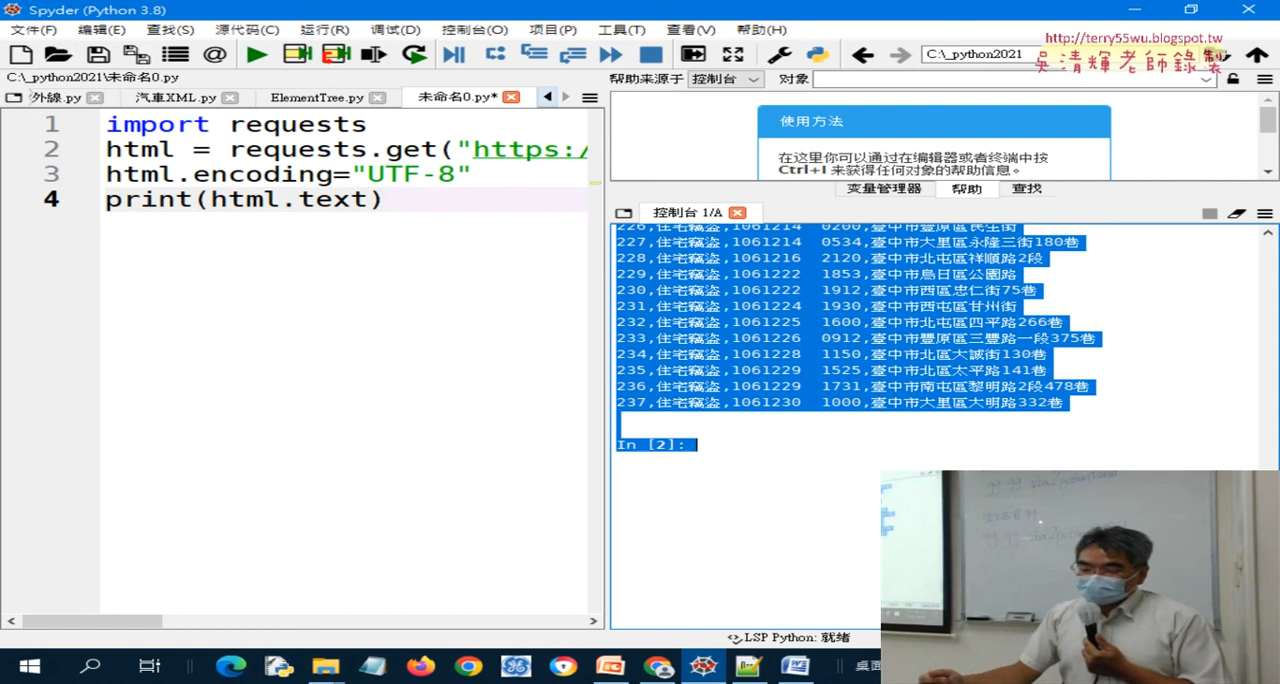 Spyder (Python 3.8)
文件(F) 编辑(E) 查找(S) 源代码(C) 运行(R) 调试(D) 控制台(O) 项目(P) 工具(T) 查看(V) 帮助(H)
http://terry55wu.blogspot.tw
吳清輝老師錄製
C:\_python2021
C:\_python2021\未命名0.py
帮助来源于 控制台 对象
外線.py 汽車XML.py ElementTree.py 未命名0.py*
1 import requests
2 html = requests.get("https:/
3 html.encoding="UTF-8"
4 print(html.text)
使用方法
在这里你可以通过在编辑器或者终端中按
Ctrl+I 来获得任何对象的帮助信息。
变量管理器 帮助 查找
控制台 1/A
226,住宅竊盜,1061214 0200,臺中市豐原區民生街
227,住宅竊盜,1061214 0534,臺中市大里區永隆三街180巷
228,住宅竊盜,1061216 2120,臺中市北屯區祥順路2段
229,住宅竊盜,1061222 1853,臺中市烏日區公園路
230,住宅竊盜,1061222 1912,臺中市西區忠仁街75巷
231,住宅竊盜,1061224 1930,臺中市西屯區甘州街
232,住宅竊盜,1061225 1600,臺中市北屯區四平路266巷
233,住宅竊盜,1061226 0912,臺中市豐原區三豐路一段375巷
234,住宅竊盜,1061228 1150,臺中市北區大誠街130巷
235,住宅竊盜,1061229 1525,臺中市北區太平路141巷
236,住宅竊盜,1061229 1731,臺中市南屯區黎明路2段478巷
237,住宅竊盜,1061230 1000,臺中市大里區大明路332巷
In [2]:
LSP Python: 就绪
桌面